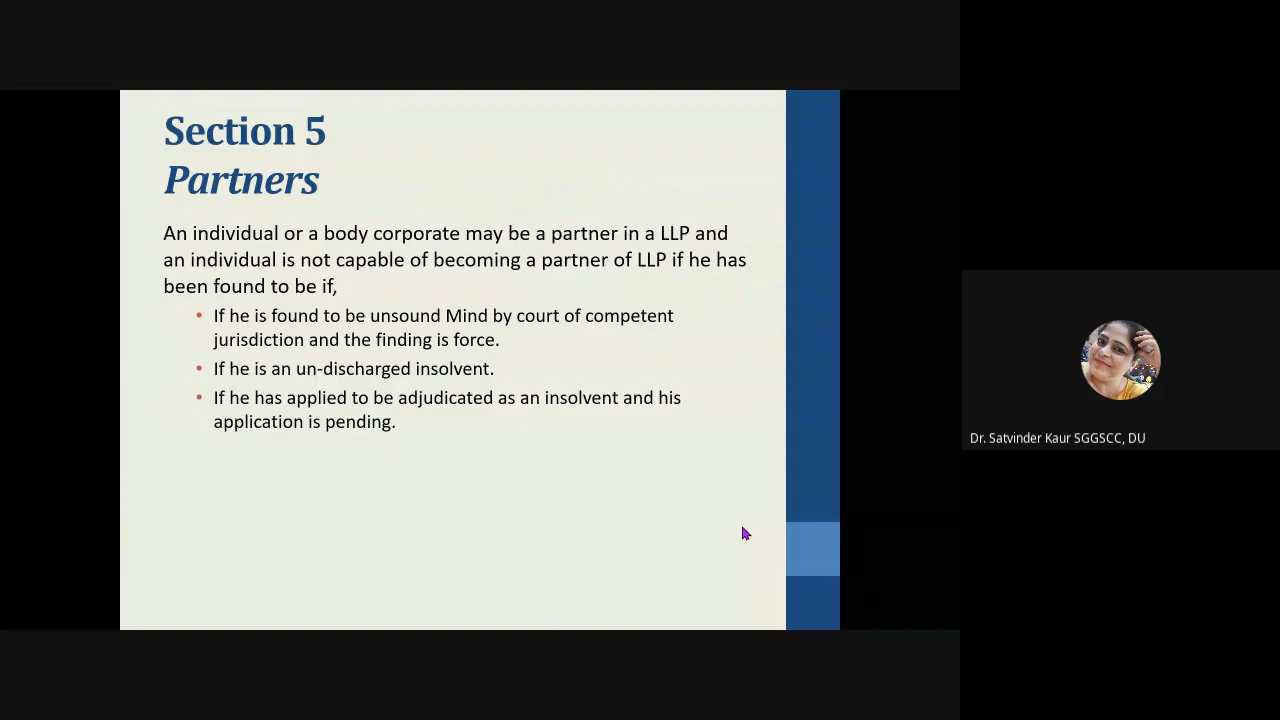 Section 5
Partners
An individual or a body corporate may be a partner in a LLP and
an individual is not capable of becoming a partner of LLP if he has
been found to be if,
• If he is found to be unsound Mind by court of competent
jurisdiction and the finding is force.
• If he is an un-discharged insolvent.
• If he has applied to be adjudicated as an insolvent and his
application is pending.
Dr. Satvinder Kaur SGGSCC, DU